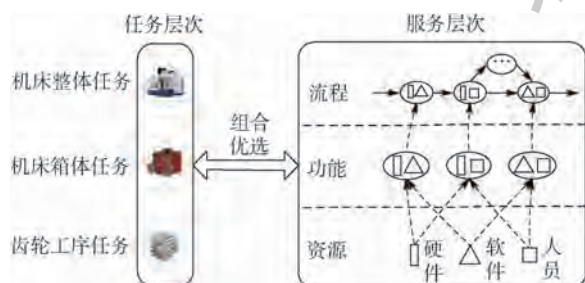 任务层次
服务层次
机床整体任务
机床箱体任务
齿轮工序任务
组合
优选
流程
...
功能
资源
硬件
软件
人员